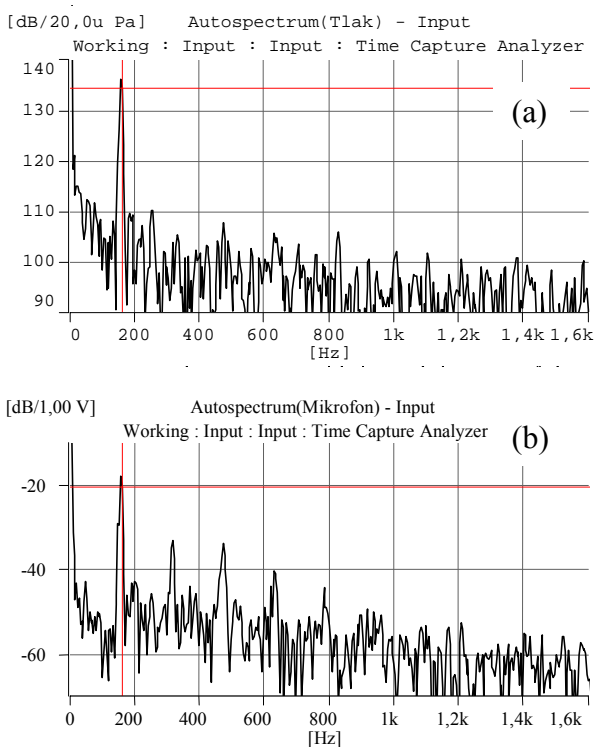 [dB/20,0u Pa] Autospectrum(Tlak) - Input
Working : Input : Input : Time Capture Analyzer
140
(a)
130
120
110
100
90
0 200 400 600 800 1k 1,2k 1,4k 1,6k
[Hz]
[dB/1,00 V] Autospectrum(Mikrofon) - Input
Working : Input : Input : Time Capture Analyzer (b)
-20
-40
-60
0 200 400 600 800 1k 1,2k 1,4k 1,6k
[Hz]